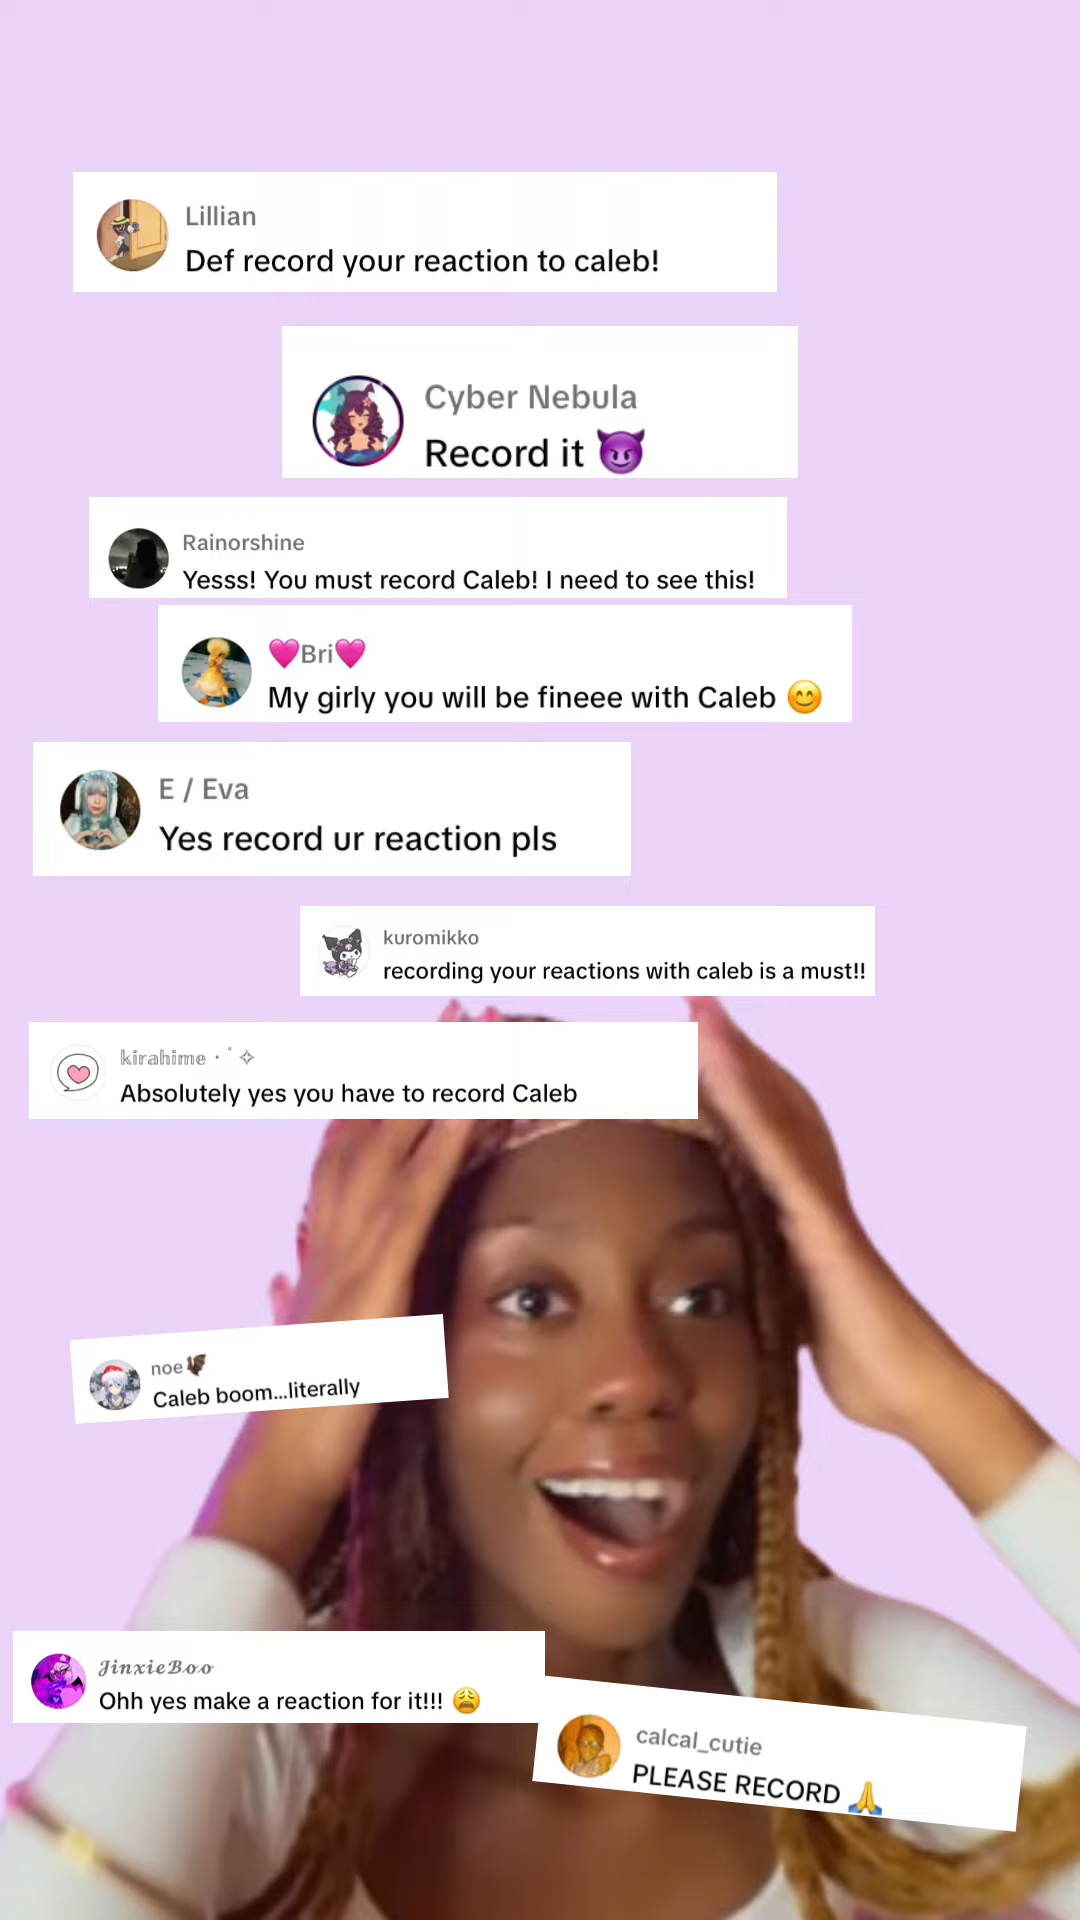 Lillian
Def record your reaction to caleb!
Cyber Nebula
Record it 😈
Rainorshine
Yesss! You must record Caleb! I need to see this!
🩷Bri🩷
My girly you will be fineee with Caleb 😊
E / Eva
Yes record ur reaction pls
kuromikko
recording your reactions with caleb is a must!!
𝕜𝕚𝕣𝕒𝕙𝕚𝕞𝕖 ･ ﾟ✧
Absolutely yes you have to record Caleb
noe🦇
Caleb boom...literally
𝓙𝓲𝓷𝔁𝓲𝓮𝓑𝓸𝓸
Ohh yes make a reaction for it!!! 😩
calcal_cutie
PLEASE RECORD 🙏